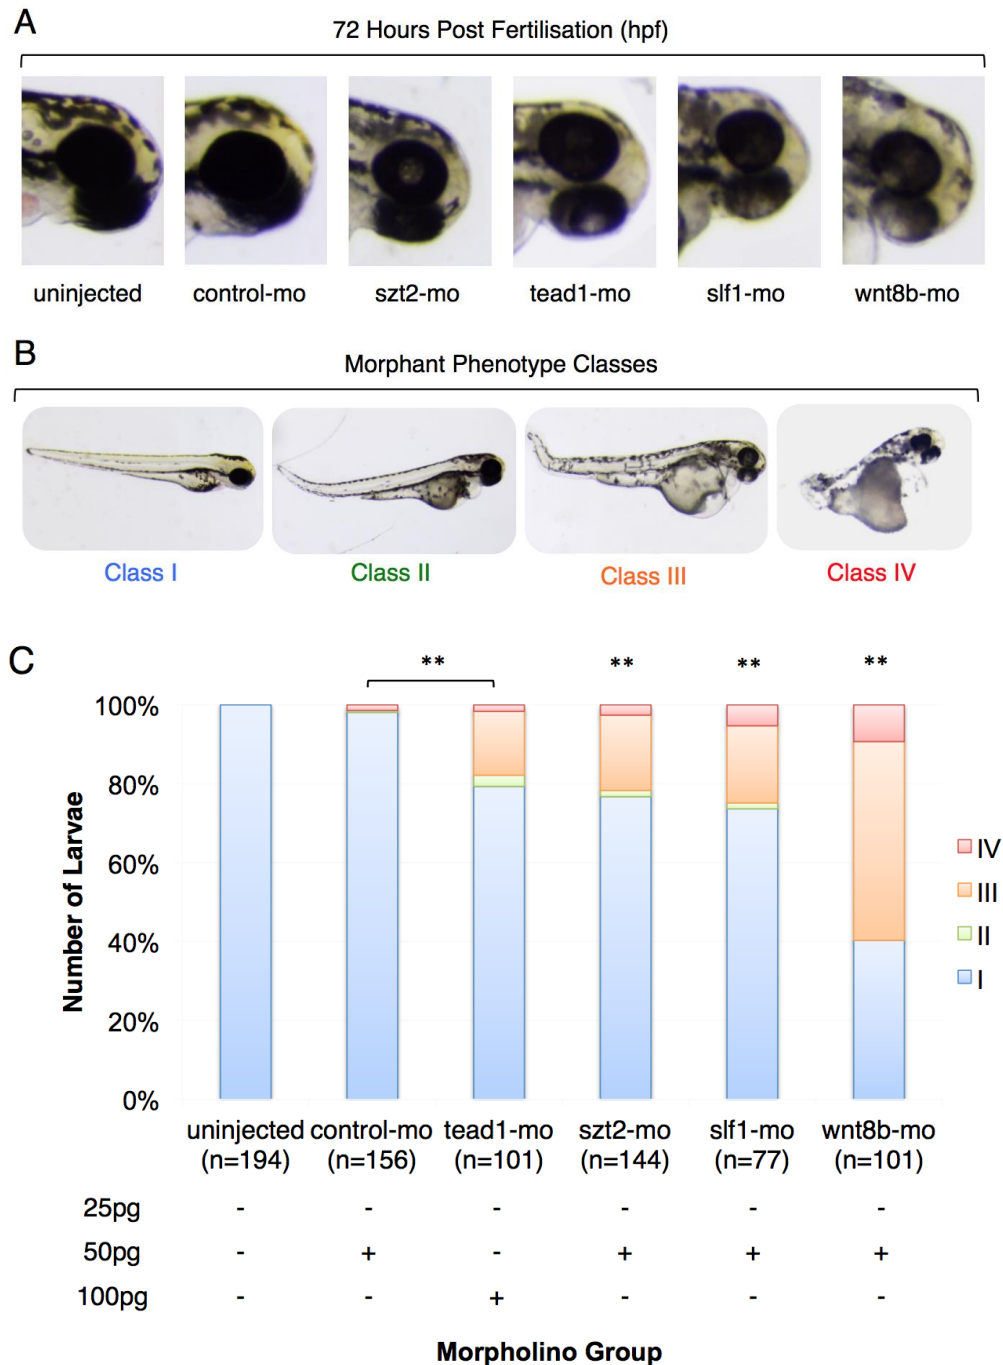 A
72 Hours Post Fertilisation (hpf)
uninjected control-mo szt2-mo tead1-mo slf1-mo wnt8b-mo
B
Morphant Phenotype Classes
Class I Class II Class III Class IV
C
** ** ** **
100%
80%
60%
40%
20%
0%
Number of Larvae
IV
III
II
I
uninjected control-mo tead1-mo szt2-mo slf1-mo wnt8b-mo
(n=194) (n=156) (n=101) (n=144) (n=77) (n=101)
25pg - - - - - -
50pg - + - + + +
100pg - - + - - -
Morpholino Group